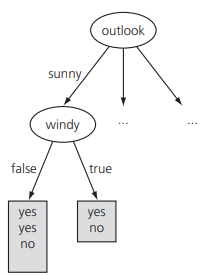 outlook
sunny
windy ... ...
false true
yes yes
yes no
no